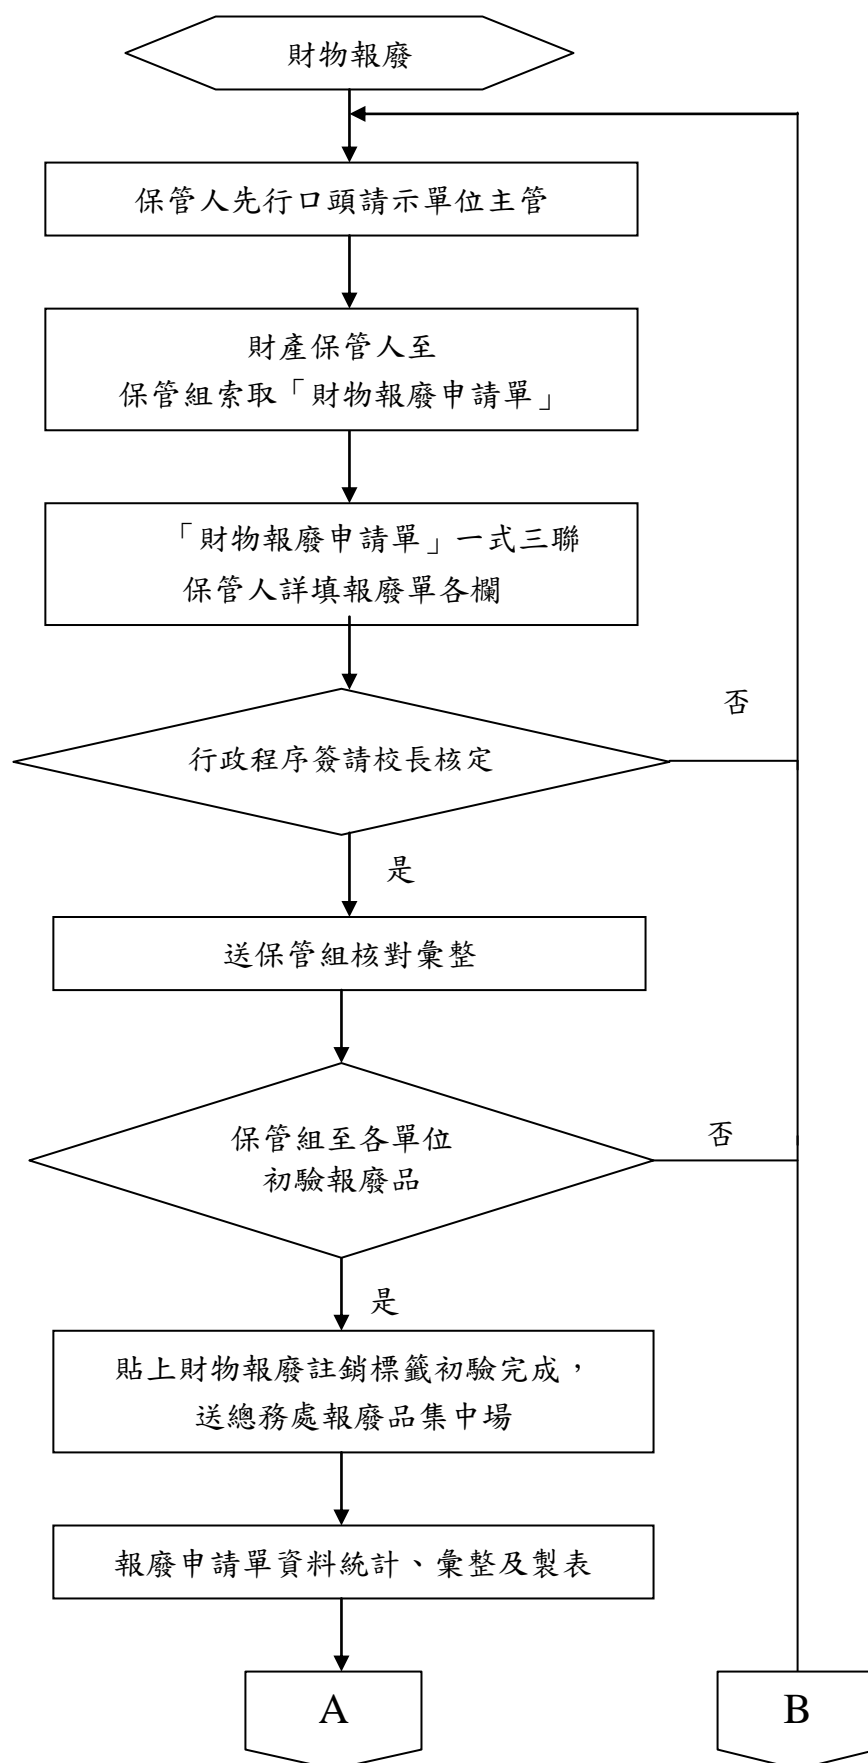 財物報廢
保管人先行口頭請示單位主管
財產保管人至
保管組索取「財物報廢申請單」
「財物報廢申請單」一式三聯
保管人詳填報廢單各欄
否
行政程序簽請校長核定
是
送保管組核對彙整
保管組至各單位
初驗報廢品
否
是
貼上財物報廢註銷標籤初驗完成，
送總務處報廢品集中場
報廢申請單資料統計、彙整及製表
A
B